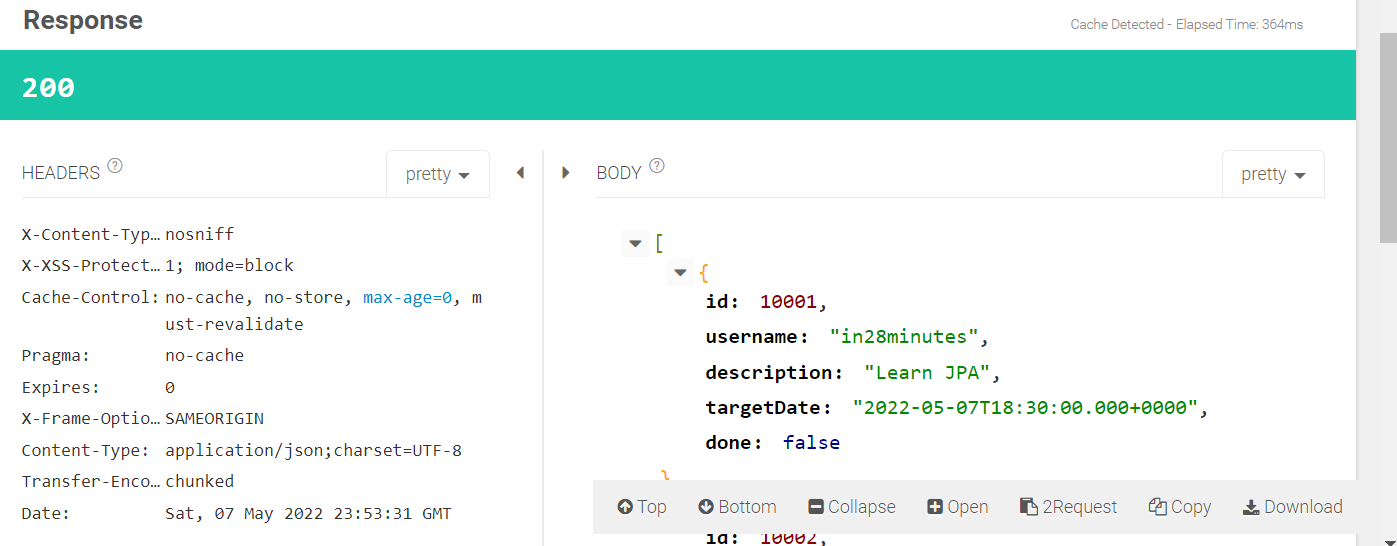 Response
Cache Detected - Elapsed Time: 364ms
200
HEADERS ?
pretty
X-Content-Typ… nosniff
X-XSS-Protect… 1; mode=block
Cache-Control: no-cache, no-store, max-age=0, m
ust-revalidate
Pragma: no-cache
Expires: 0
X-Frame-Optio… SAMEORIGIN
Content-Type: application/json;charset=UTF-8
Transfer-Enco… chunked
Date: Sat, 07 May 2022 23:53:31 GMT
BODY ?
pretty
[
{
id: 10001,
username: "in28minutes",
description: "Learn JPA",
targetDate: "2022-05-07T18:30:00.000+0000",
done: false
}
Top Bottom Collapse Open 2Request Copy Download
id: 10002,